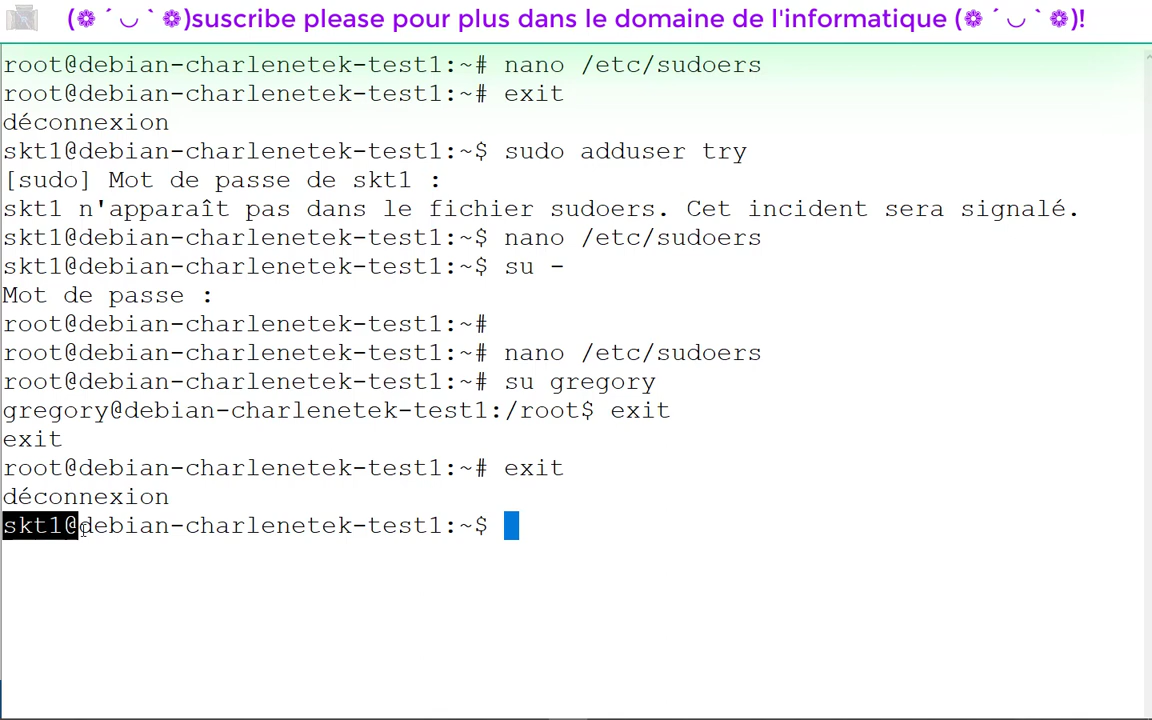 (❁´◡`❁)suscribe please pour plus dans le domaine de l'informatique (❁´◡`❁)!
root@debian-charlenetek-test1:~# nano /etc/sudoers
root@debian-charlenetek-test1:~# exit
déconnexion
skt1@debian-charlenetek-test1:~$ sudo adduser try
[sudo] Mot de passe de skt1 :
skt1 n'apparaît pas dans le fichier sudoers. Cet incident sera signalé.
skt1@debian-charlenetek-test1:~$ nano /etc/sudoers
skt1@debian-charlenetek-test1:~$ su -
Mot de passe :
root@debian-charlenetek-test1:~#
root@debian-charlenetek-test1:~# nano /etc/sudoers
root@debian-charlenetek-test1:~# su gregory
gregory@debian-charlenetek-test1:/root$ exit
exit
root@debian-charlenetek-test1:~# exit
déconnexion
skt1@debian-charlenetek-test1:~$